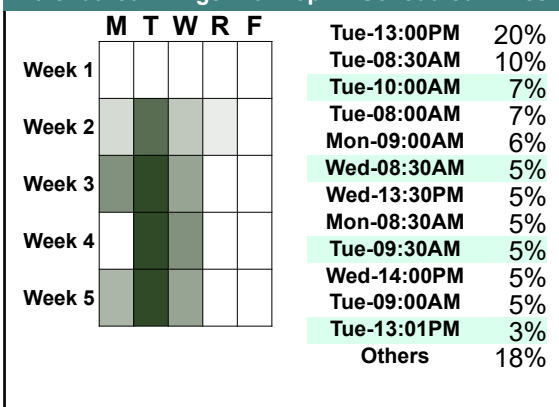 M T W R F
Week 1
Week 2
Week 3
Week 4
Week 5
Tue-13:00PM 20%
Tue-08:30AM 10%
Tue-10:00AM 7%
Tue-08:00AM 7%
Mon-09:00AM 6%
Wed-08:30AM 5%
Wed-13:30PM 5%
Mon-08:30AM 5%
Tue-09:30AM 5%
Wed-14:00PM 5%
Tue-09:00AM 5%
Tue-13:01PM 3%
Others 18%